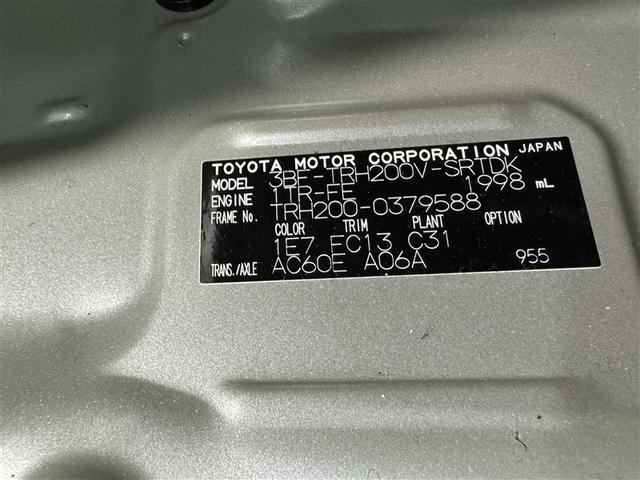 TOYOTA MOTOR CORPORATION JAPAN
MODEL 3BF-TRH200V-SRTDK
ENGINE 1TR-FE 1998 mL
FRAME No. TRH200-0379588
COLOR TRIM PLANT OPTION
1E7 FC13 C31
TRANS./AXLE AC60E A06A 955